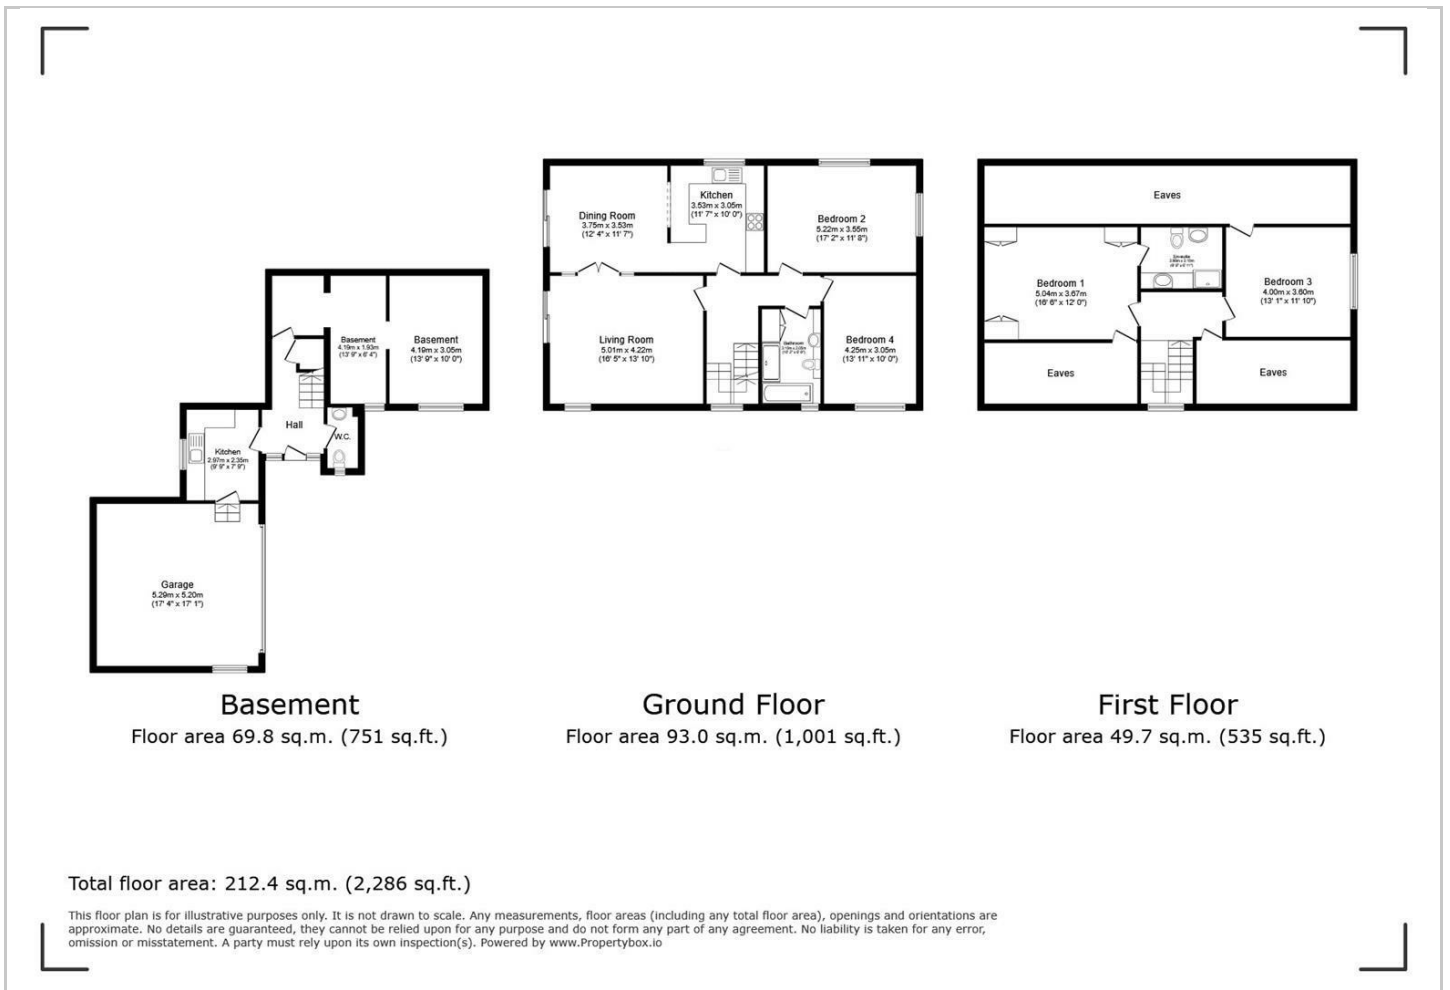 Dining Room
3.75m x 3.53m
(12' 4" x 11' 7")
Kitchen
3.53m x 3.05m
(11' 7" x 10' 0")
Bedroom 2
5.22m x 3.55m
(17' 2" x 11' 8")
Living Room
5.01m x 4.22m
(16' 5" x 13' 10")
Bathroom
Bedroom 4
4.25m x 3.05m
(13' 11" x 10' 0")
Eaves
Bedroom 1
5.04m x 3.67m
(16' 6" x 12' 0")
En-suite
Bedroom 3
4.00m x 3.60m
(13' 1" x 11' 10")
Eaves
Eaves
Basement
4.19m x 1.93m
(13' 9" x 6' 4")
Basement
4.19m x 3.05m
(13' 9" x 10' 0")
Hall
W.C.
Kitchen
2.97m x 2.35m
(9' 9" x 7' 9")
Garage
5.29m x 5.20m
(17' 4" x 17' 1")
Basement
Floor area 69.8 sq.m. (751 sq.ft.)
Ground Floor
Floor area 93.0 sq.m. (1,001 sq.ft.)
First Floor
Floor area 49.7 sq.m. (535 sq.ft.)
Total floor area: 212.4 sq.m. (2,286 sq.ft.)
This floor plan is for illustrative purposes only. It is not drawn to scale. Any measurements, floor areas (including any total floor area), openings and orientations are
approximate. No details are guaranteed, they cannot be relied upon for any purpose and do not form any part of any agreement. No liability is taken for any error,
omission or misstatement. A party must rely upon its own inspection(s). Powered by www.Propertybox.io